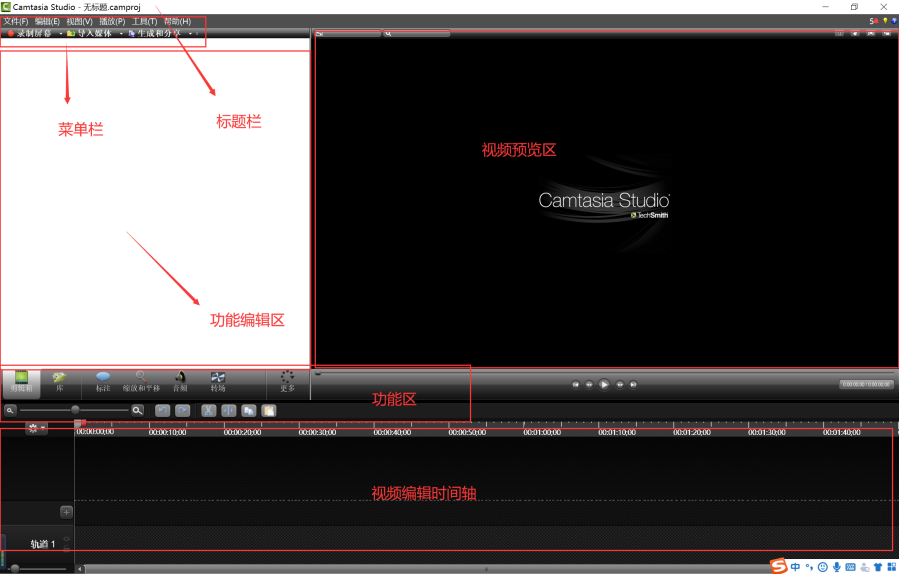 Camtasia Studio - 无标题.camproj
文件(F) 编辑(E) 视图(V) 播放(P) 工具(T) 帮助(H)
录制屏幕 导入媒体 生成和分享
菜单栏
标题栏
视频预览区
Camtasia Studio
TechSmith
功能编辑区
剪辑箱 库 标注 缩放和平移 音频 转场 更多
0:00:00:00 / 0:00:00:00
功能区
00:00:00;00 00:00:10;00 00:00:20;00 00:00:30;00 00:00:40;00 00:00:50;00 00:01:00;00 00:01:10;00 00:01:20;00 00:01:30;00 00:01:40;00
视频编辑时间轴
轨道 1
中